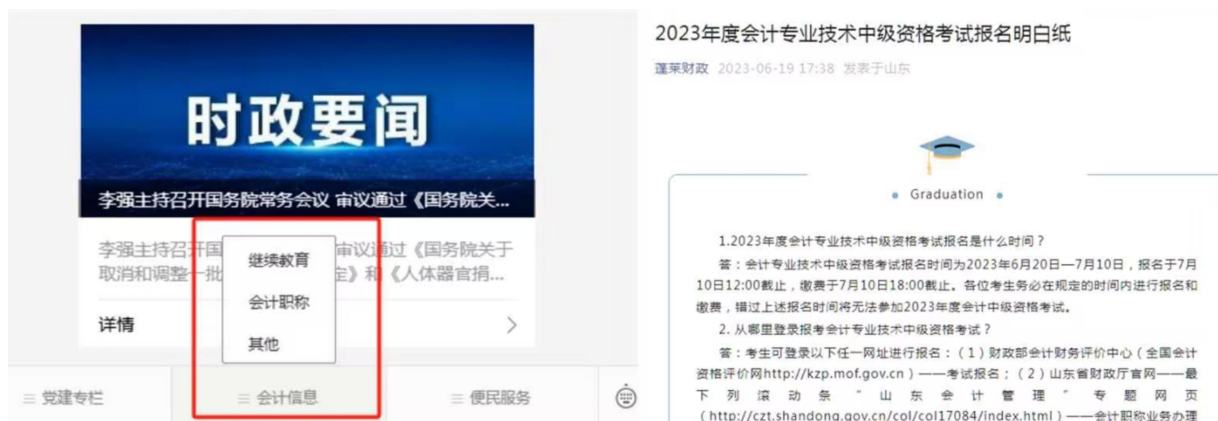 时政要闻
李强主持召开国务院常务会议 审议通过《国务院关...
李强主持召开国 审议通过《国务院关于
取消和调整一批 定》和《人体器官捐...
继续教育
会计职称
其他
详情
党建专栏
会计信息
便民服务
2023年度会计专业技术中级资格考试报名明白纸
蓬莱财政 2023-06-19 17:38 发表于山东
Graduation
1.2023年度会计专业技术中级资格考试报名是什么时间？
答：会计专业技术中级资格考试报名时间为2023年6月20日—7月10日，报名于7月
10日12:00截止，缴费于7月10日18:00截止。各位考生务必在规定的时间内进行报名和
缴费，错过上述报名时间将无法参加2023年度会计中级资格考试。
2. 从哪里登录报考会计专业技术中级资格考试？
答：考生可登录以下任一网址进行报名：（1）财政部会计财务评价中心（全国会计
资格评价网http://kzp.mof.gov.cn）——考试报名；（2）山东省财政厅官网——最
下列滚动条“山东会计管理”专题网页
（http://czt.shandong.gov.cn/col/col17084/index.html）——会计职称业务办理